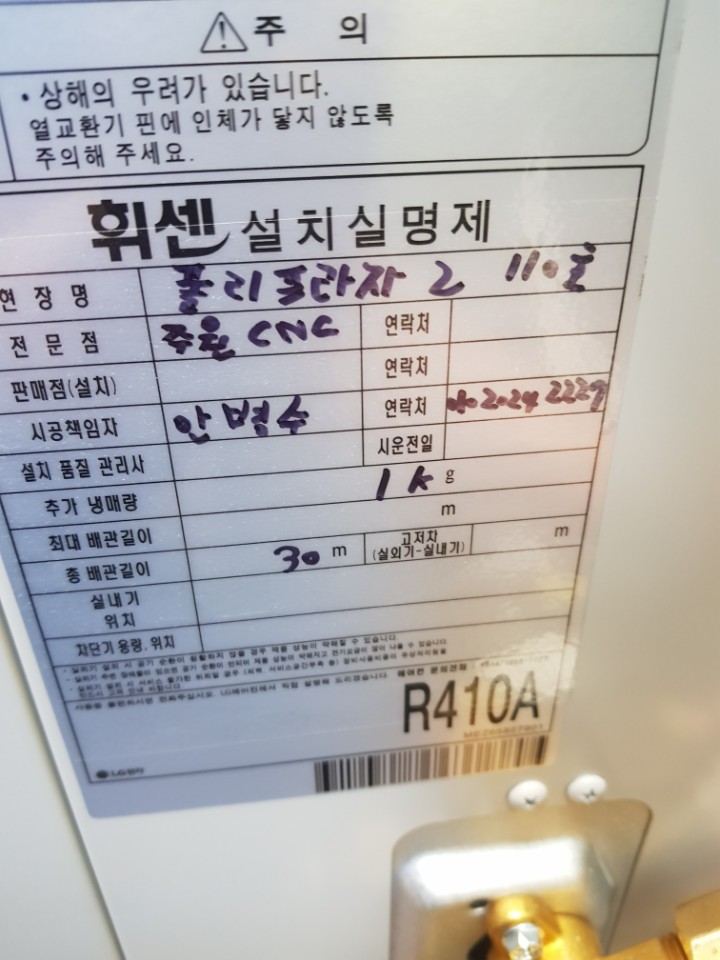 주 의
• 상해의 우려가 있습니다.
열교환기 핀에 인체가 닿지 않도록
주의해 주세요.
휘센 설치실명제
현 장 명 폴리프라자 2 110호
전 문 점 주원 CNC 연락처
판매점(설치) 연락처
시공책임자 안병수 연락처 2024 2229
설치 품질 관리사 시운전일
추가 냉매량 1K g
최대 배관길이 m
총 배관길이 30 m 고저차 (실외기-실내기) m
실내기
위치
차단기 용량, 위치
R410A
LG전자